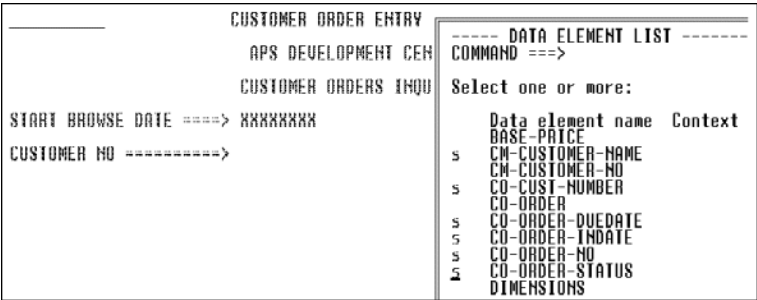 CUSTOMER ORDER ENTRY
APS DEVELOPMENT CEN
CUSTOMER ORDERS INQU
START BROWSE DATE ====> XXXXXXXX
CUSTOMER NO ==========>
----- DATA ELEMENT LIST -------
COMMAND ===>
Select one or more:
Data element name Context
BASE-PRICE
s CM-CUSTOMER-NAME
CM-CUSTOMER-NO
s CO-CUST-NUMBER
CO-ORDER
s CO-ORDER-DUEDATE
s CO-ORDER-INDATE
s CO-ORDER-NO
s CO-ORDER-STATUS
DIMENSIONS